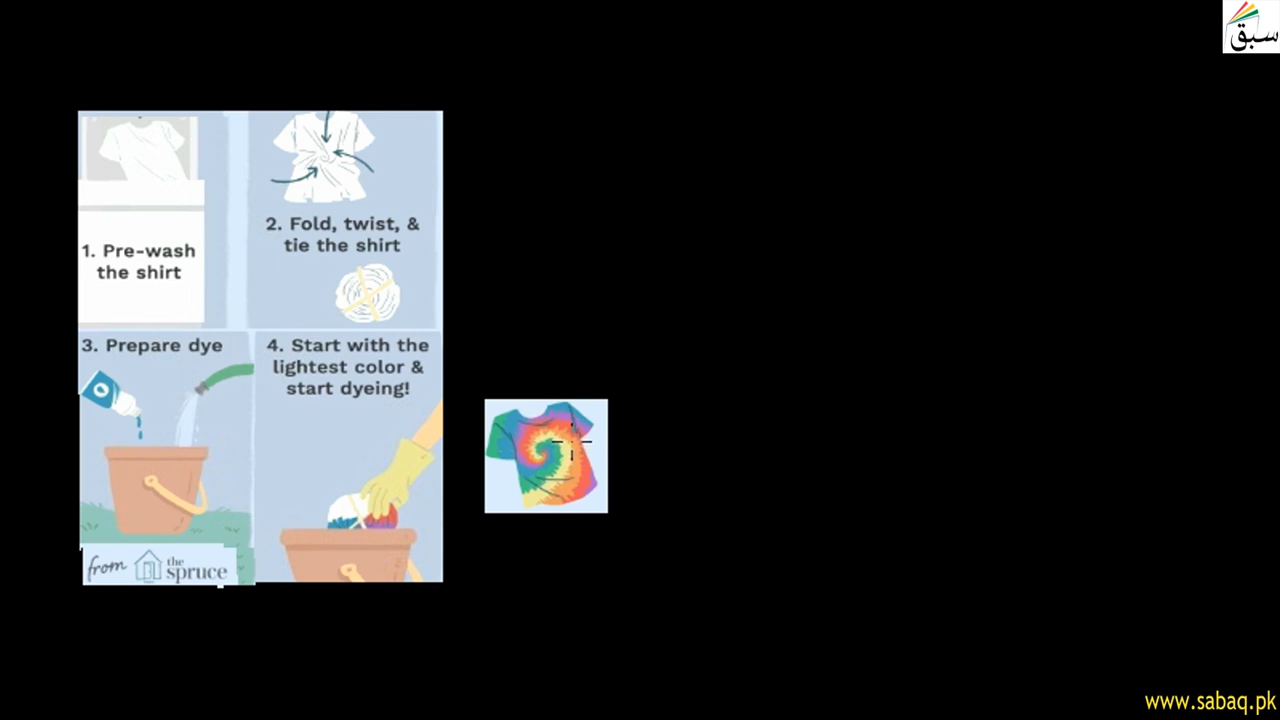 سبق
1. Pre-wash
the shirt
2. Fold, twist, &
tie the shirt
3. Prepare dye
4. Start with the
lightest color &
start dyeing!
from the spruce
www.sabaq.pk